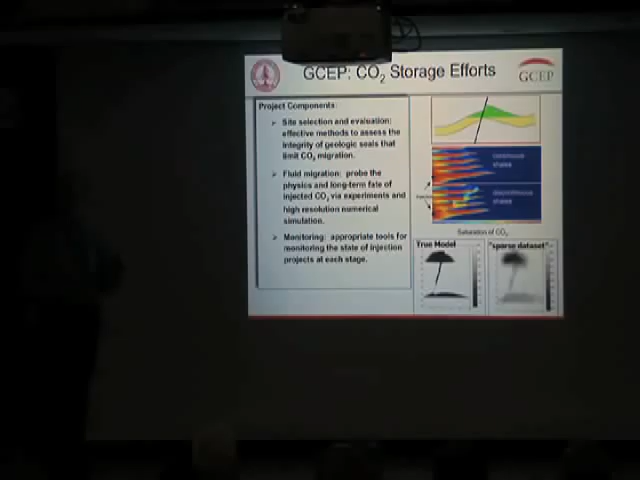 GCEP: CO2 Storage Efforts
GCEP
Project Components:
Site selection and evaluation:
effective methods to assess the
integrity of geologic seals that
limit CO2 migration.
Fluid migration: probe the
physics and long-term fate of
injected CO2 via experiments and
high resolution numerical
simulation.
Monitoring: appropriate tools for
monitoring the state of injection
projects at each stage.
continuous
shales
discontinuous
shales
Saturation of CO2
True Model
"sparse dataset"